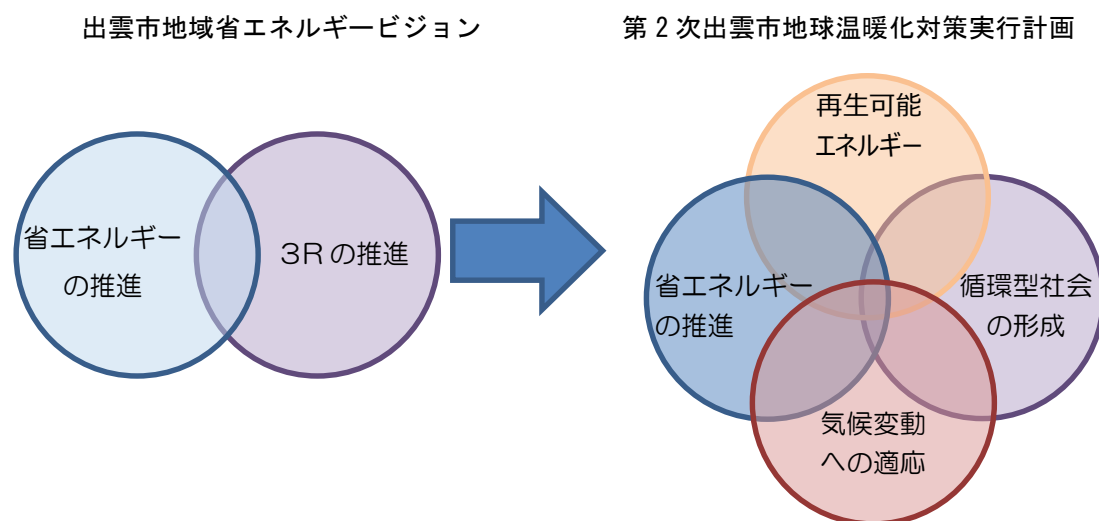 出雲市地域省エネルギービジョン
第2次出雲市地球温暖化対策実行計画
省エネルギー
の推進
3Rの推進
再生可能
エネルギー
省エネルギー
の推進
循環型社会
の形成
気候変動
への適応